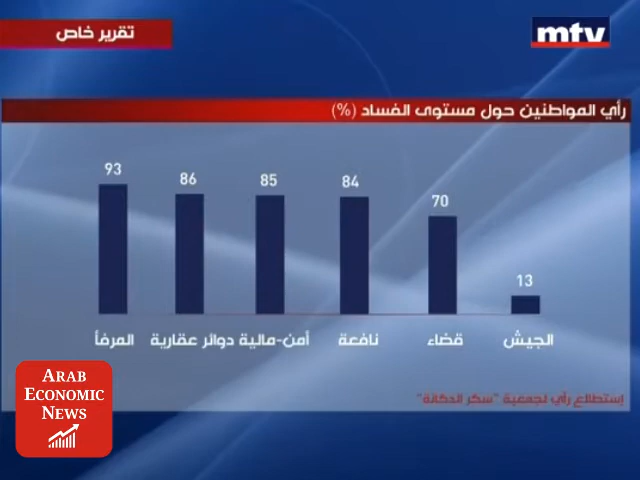 تقرير خاص
mtv
رأي المواطنين حول مستوى الفساد (%)
93 86 85 84 70 13
المرفأ دوائر عقارية أمن-مالية نافعة قضاء الجيش
إستطلاع رأي لجمعية "سكر الدكانة"
ARAB
ECONOMIC
NEWS